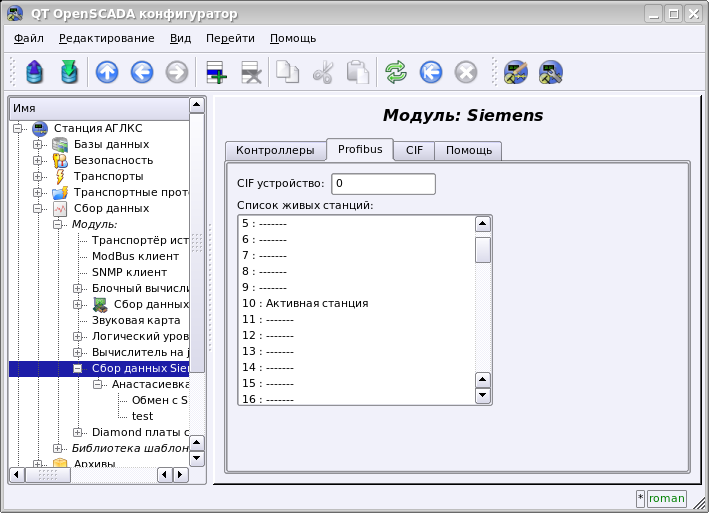 QT OpenSCADA конфигуратор
Файл Редактирование Вид Перейти Помощь
Имя
Станция АГЛКС
Базы данных
Безопасность
Транспорты
Транспортные прот
Сбор данных
Модуль:
Транспортёр ист
ModBus клиент
SNMP клиент
Блочный вычисли
Сбор данных
Звуковая карта
Логический уров
Вычислитель на j
Сбор данных Sien
Анастасиевка
Обмен с S
test
Diamond платы с
Библиотека шаблон
Архивы
Модуль: Siemens
Контроллеры Profibus CIF Помощь
CIF устройство: 0
Список живых станций:
5 : -------
6 : -------
7 : -------
8 : -------
9 : -------
10 : Активная станция
11 : -------
12 : -------
13 : -------
14 : -------
15 : -------
16 : -------
* roman